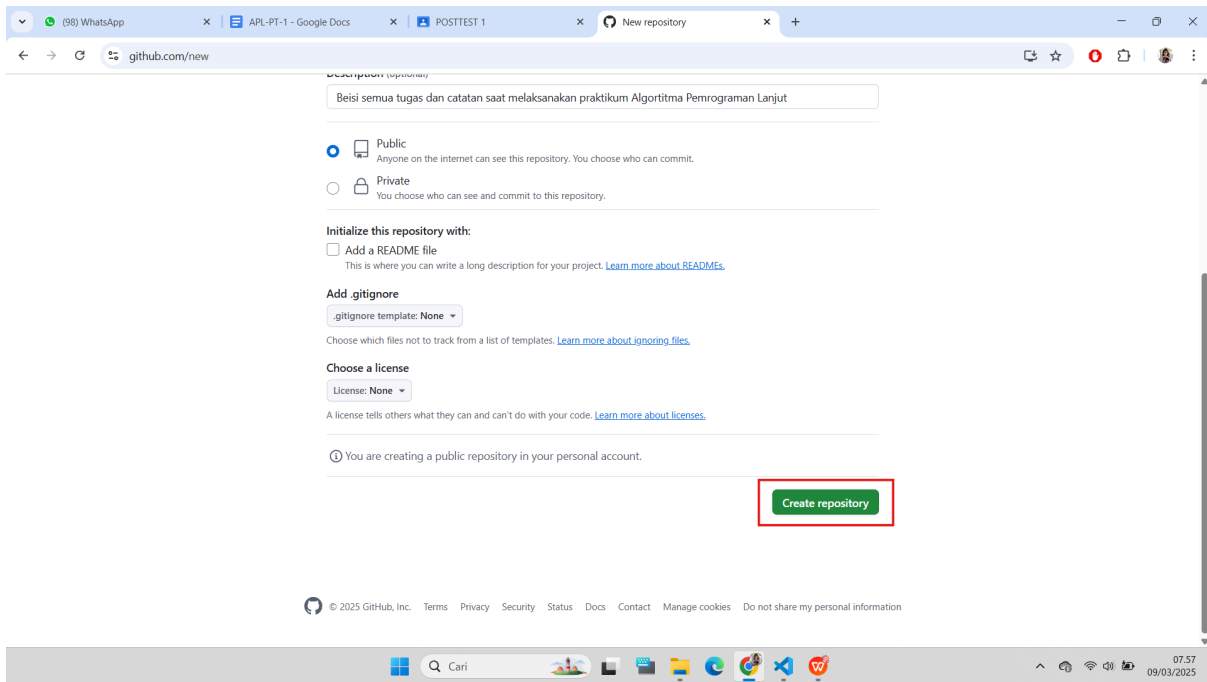 (98) WhatsApp
APL-PT-1 - Google Docs
POSTTEST 1
New repository
github.com/new
Description (optional)
Beisi semua tugas dan catatan saat melaksanakan praktikum Algortitma Pemrograman Lanjut
Public
Anyone on the internet can see this repository. You choose who can commit.
Private
You choose who can see and commit to this repository.
Initialize this repository with:
Add a README file
This is where you can write a long description for your project. Learn more about READMEs.
Add .gitignore
.gitignore template: None
Choose which files not to track from a list of templates. Learn more about ignoring files.
Choose a license
License: None
A license tells others what they can and can't do with your code. Learn more about licenses.
You are creating a public repository in your personal account.
Create repository
© 2025 GitHub, Inc. Terms Privacy Security Status Docs Contact Manage cookies Do not share my personal information
Cari
07.57
09/03/2025